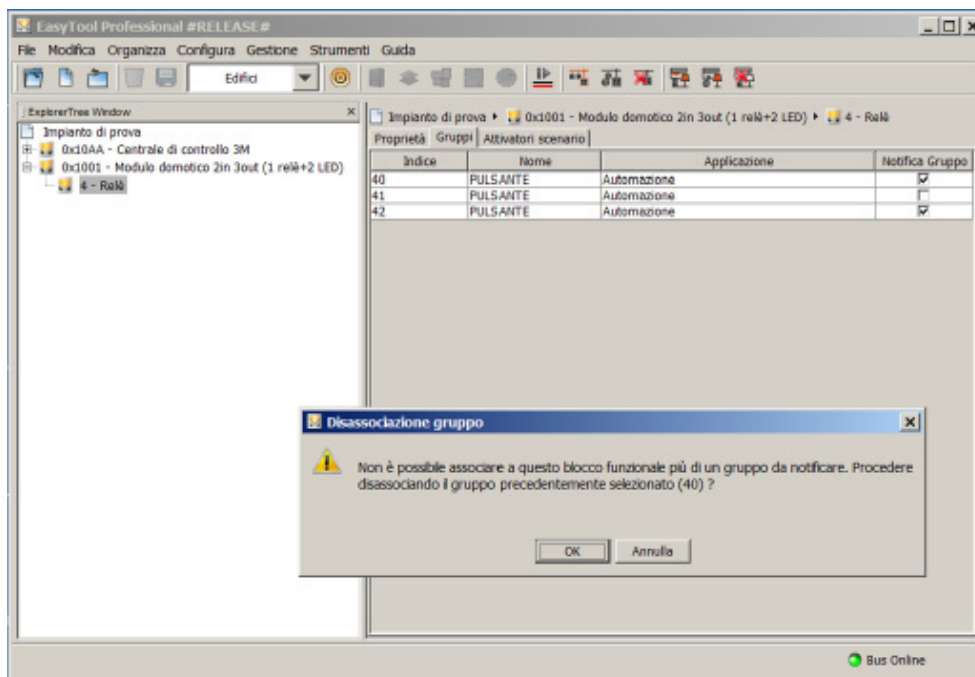 EasyTool Professional #RELEASE#
File Modifica Organizza Configura Gestione Strumenti Guida
Edifici
ExplorerTree Window
Impianto di prova
0x10AA - Centrale di controllo 3M
0x1001 - Modulo domotico 2in 3out (1 relè+2 LED)
4 - Relè
Impianto di prova 0x1001 - Modulo domotico 2in 3out (1 relè+2 LED) 4 - Relè
Proprietà Gruppi Attivatori scenario
Indice Nome Applicazione Notifica Gruppo
40 PULSANTE Automazione
41 PULSANTE Automazione
42 PULSANTE Automazione
Disassociazione gruppo
Non è possible associare a questo blocco funzionale più di un gruppo da notificare. Procedere
disassociando il gruppo precedentemente selezionato (40) ?
OK Annulla
Bus Online